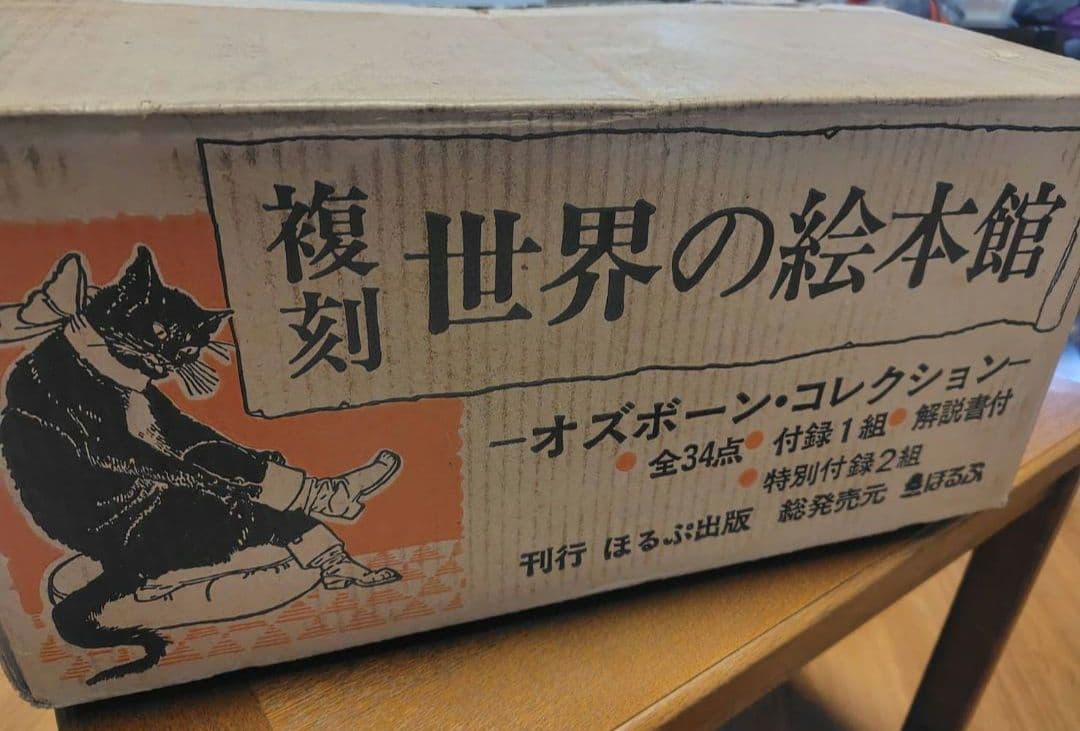 複刻 世界の絵本館
―オズボーン・コレクション―
●全34点●付録1組●解説書付
●特別付録2組
刊行 ほるぷ出版 総発売元 ほるぷ